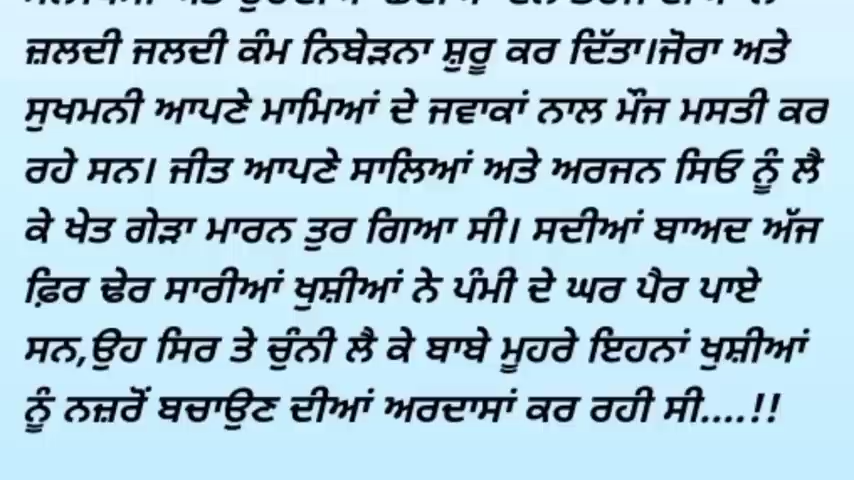 ਜ਼ਲਦੀ ਜਲਦੀ ਕੰਮ ਨਿਬੇੜਨਾ ਸ਼ੁਰੂ ਕਰ ਦਿੱਤਾ।ਜੋਰਾ ਅਤੇ
ਸੁਖਮਨੀ ਆਪਣੇ ਮਾਮਿਆਂ ਦੇ ਜਵਾਕਾਂ ਨਾਲ ਮੌਜ ਮਸਤੀ ਕਰ
ਰਹੇ ਸਨ। ਜੀਤ ਆਪਣੇ ਸਾਲਿਆਂ ਅਤੇ ਅਰਜਨ ਸਿਓ ਨੂੰ ਲੈ
ਕੇ ਖੇਤ ਗੇੜਾ ਮਾਰਨ ਤੁਰ ਗਿਆ ਸੀ। ਸਦੀਆਂ ਬਾਅਦ ਅੱਜ
ਫ਼ਿਰ ਢੇਰ ਸਾਰੀਆਂ ਖੁਸ਼ੀਆਂ ਨੇ ਪੰਮੀ ਦੇ ਘਰ ਪੈਰ ਪਾਏ
ਸਨ,ਉਹ ਸਿਰ ਤੇ ਚੁੰਨੀ ਲੈ ਕੇ ਬਾਬੇ ਮੂਹਰੇ ਇਹਨਾਂ ਖੁਸ਼ੀਆਂ
ਨੂੰ ਨਜ਼ਰੋਂ ਬਚਾਉਣ ਦੀਆਂ ਅਰਦਾਸਾਂ ਕਰ ਰਹੀ ਸੀ....!!